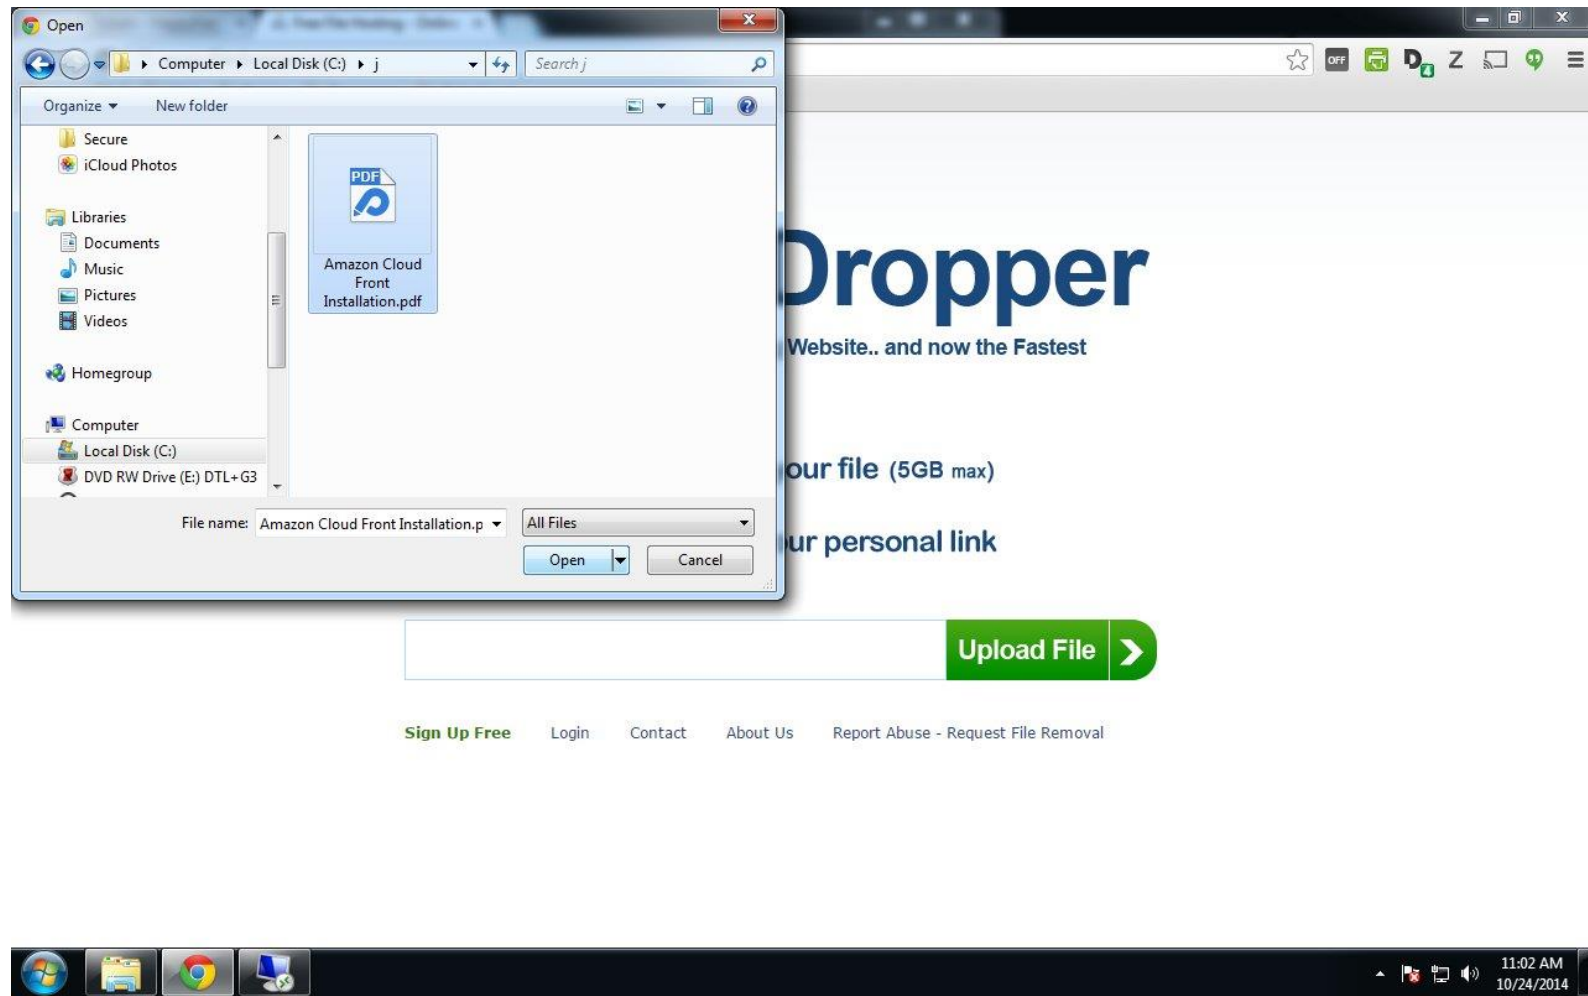 Open
Computer
Local Disk (C:)
j
Search j
OFF
D
Z
Organize
New folder
Secure
iCloud Photos
Libraries
Documents
Music
Pictures
Videos
Homegroup
Computer
Local Disk (C:)
DVD RW Drive (E:) DTL+G3
PDF
Amazon Cloud
Front
Installation.pdf
File name:
Amazon Cloud Front Installation.p
All Files
Open
Cancel
Dropper
Website.. and now the Fastest
our file (5GB max)
ur personal link
Upload File
Sign Up Free
Login
Contact
About Us
Report Abuse - Request File Removal
11:02 AM
10/24/2014